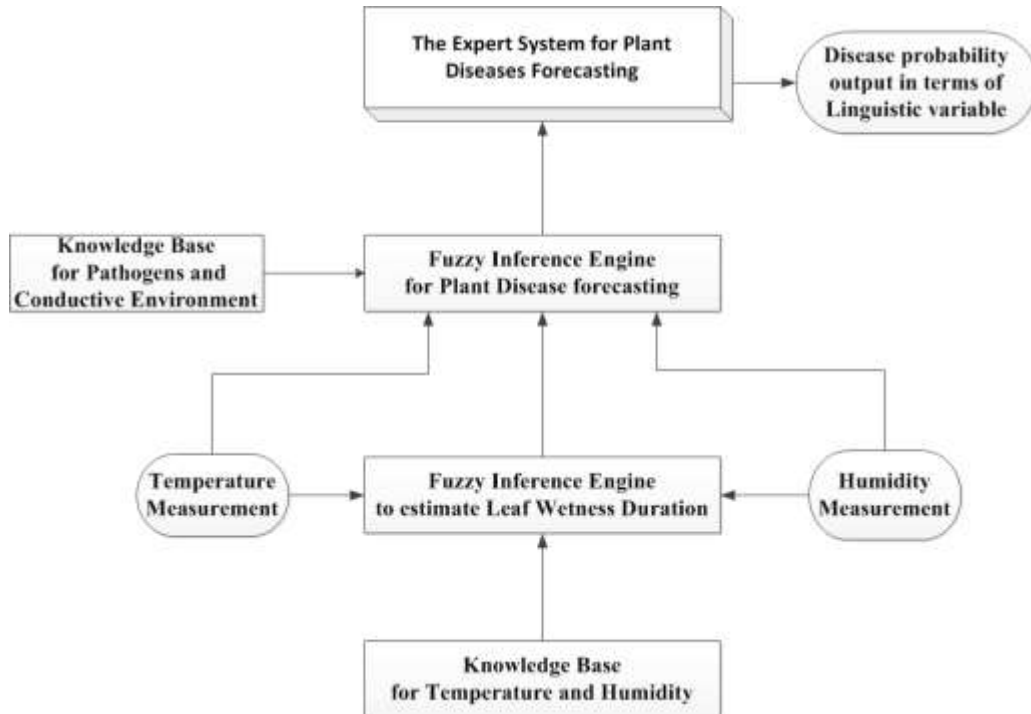 The Expert System for Plant
Diseases Forecasting
Disease probability
output in terms of
Linguistic variable
Knowledge Base
for Pathogens and
Conductive Environment
Fuzzy Inference Engine
for Plant Disease forecasting
Temperature
Measurement
Fuzzy Inference Engine
to estimate Leaf Wetness Duration
Humidity
Measurement
Knowledge Base
for Temperature and Humidity